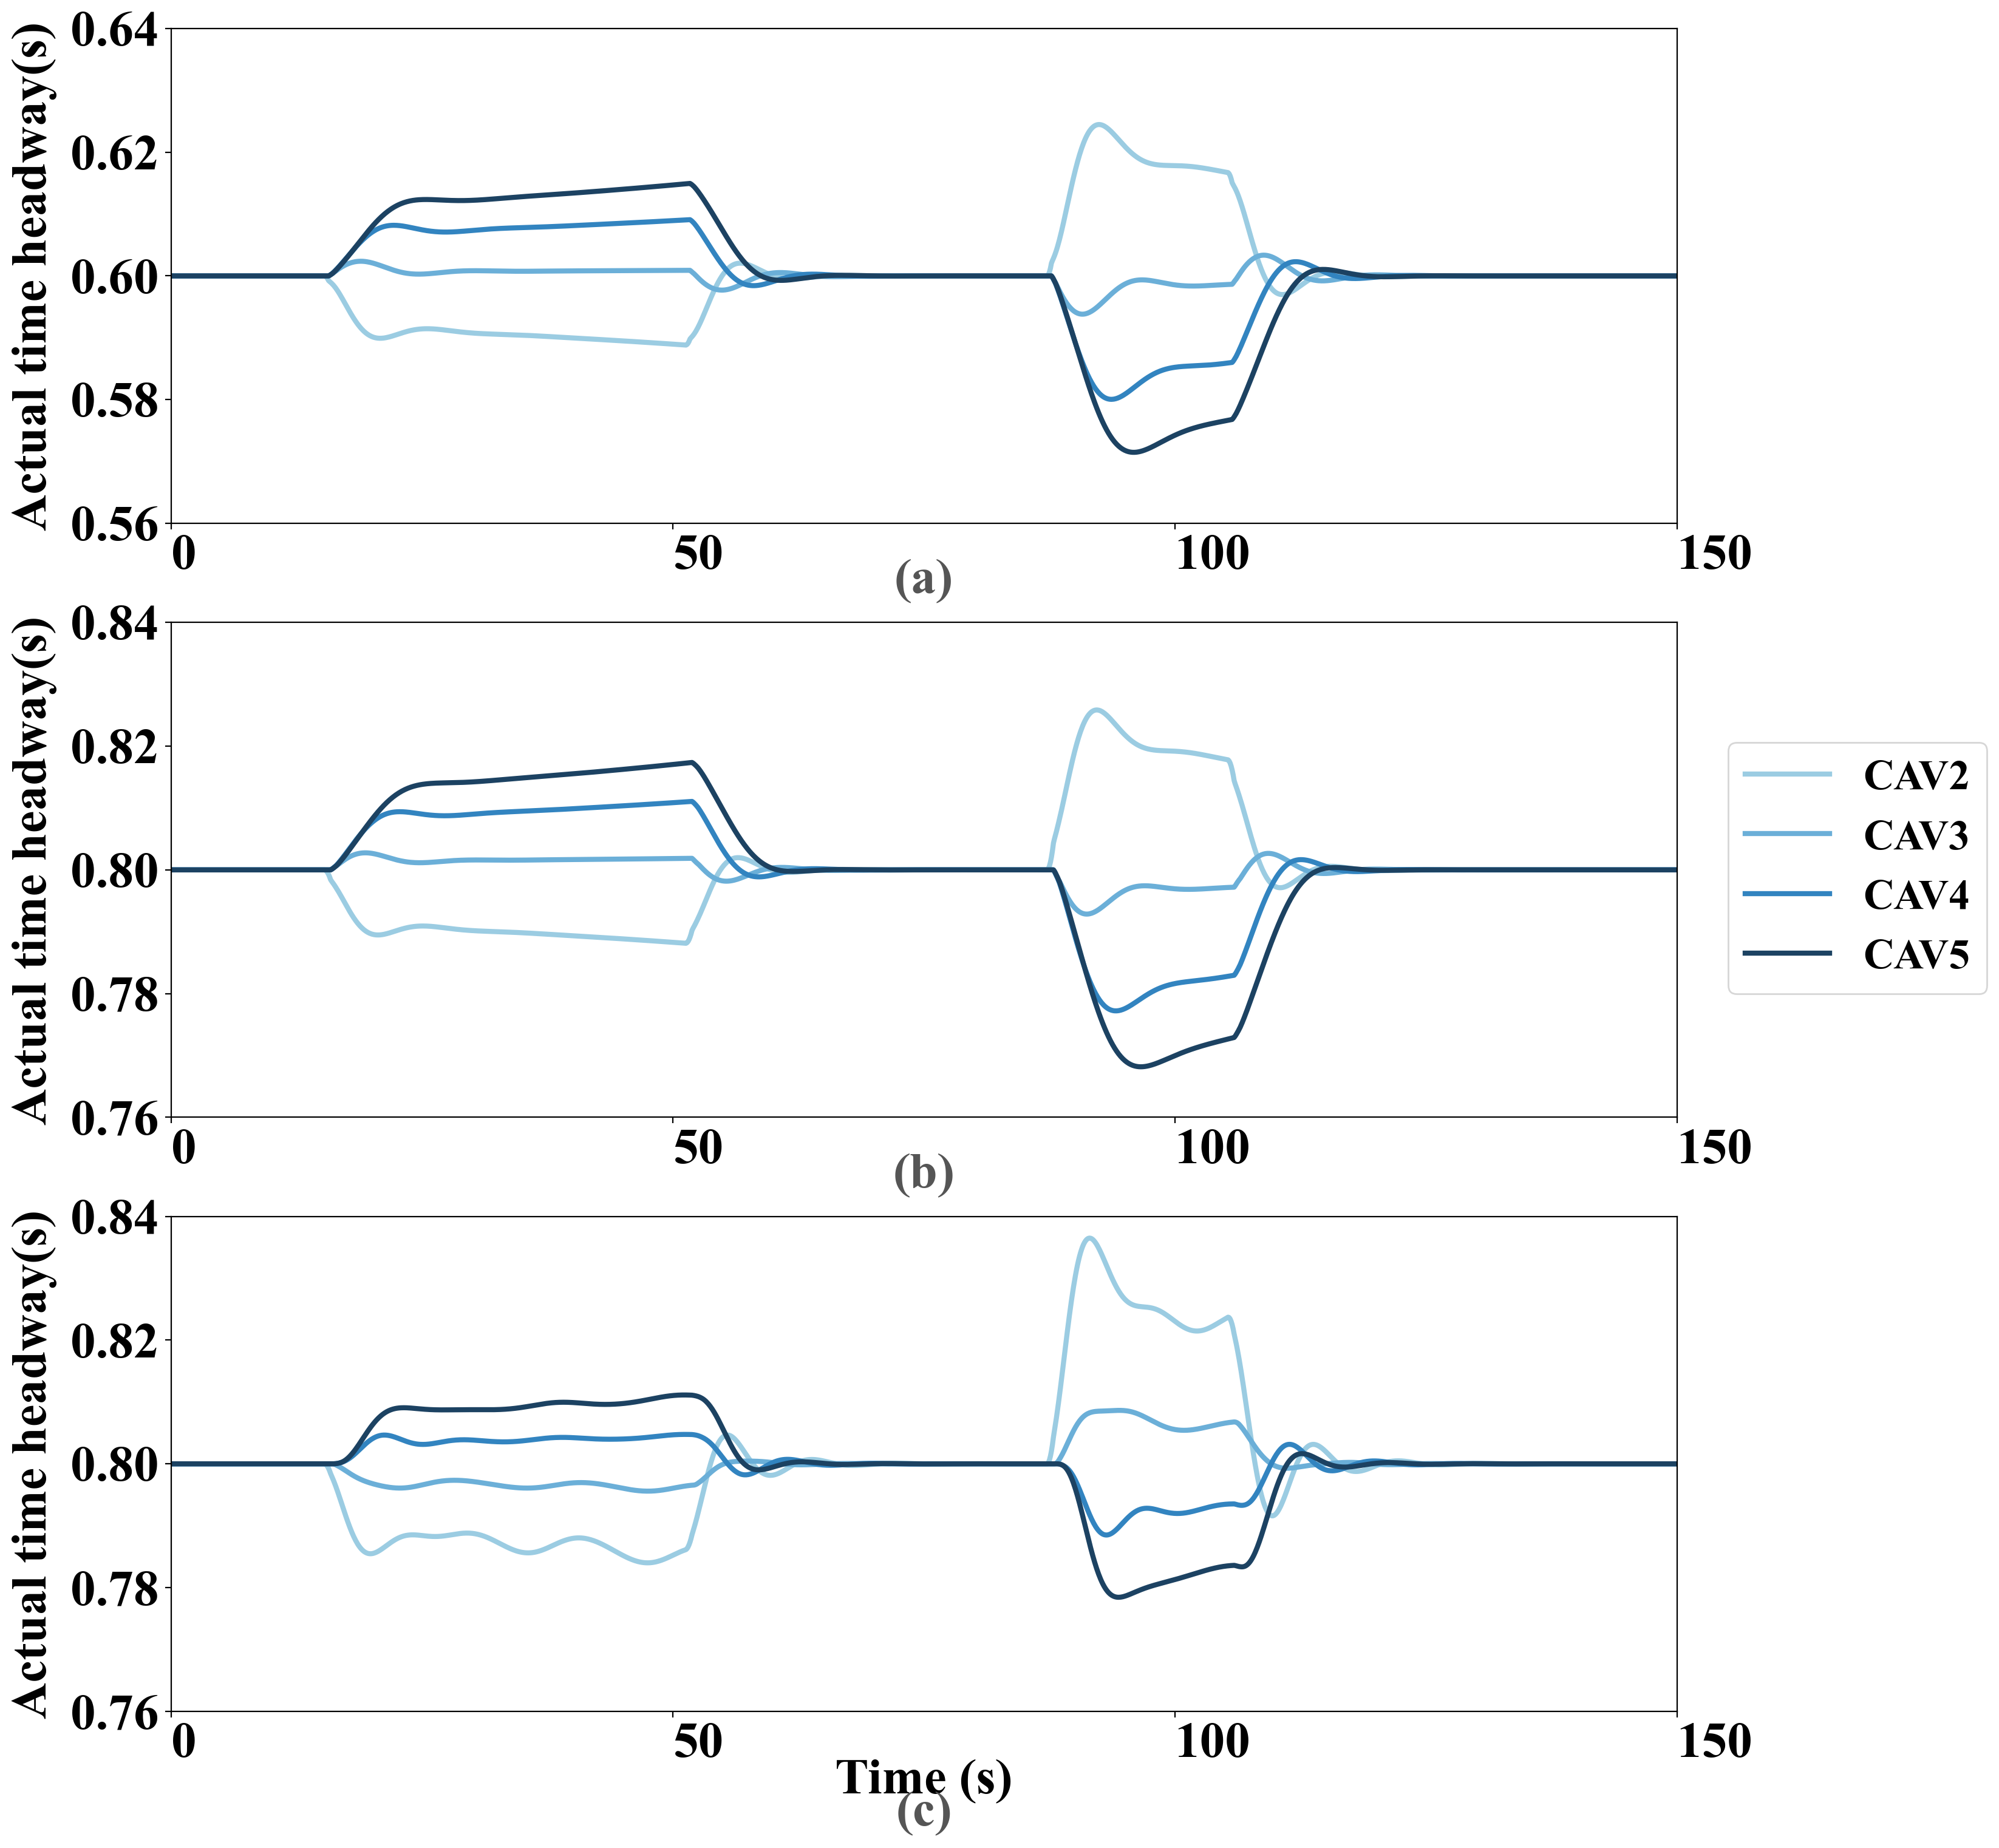 Actual time headway(s)
0.64
0.62
0.60
0.58
0.56
0 50 100 150
(a)
Actual time headway(s)
0.84
0.82
0.80
0.78
0.76
0 50 100 150
(b)
CAV2
CAV3
CAV4
CAV5
Actual time headway(s)
0.84
0.82
0.80
0.78
0.76
0 50 100 150
Time (s)
(c)